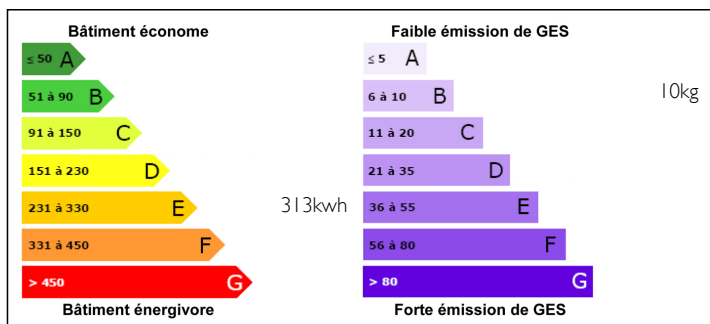 Bâtiment économe
≤ 50 A
51 à 90 B
91 à 150 C
151 à 230 D
231 à 330 E
313kwh
331 à 450 F
> 450 G
Bâtiment énergivore
Faible émission de GES
≤ 5 A
6 à 10 B
10kg
11 à 20 C
21 à 35 D
36 à 55 E
56 à 80 F
> 80 G
Forte émission de GES